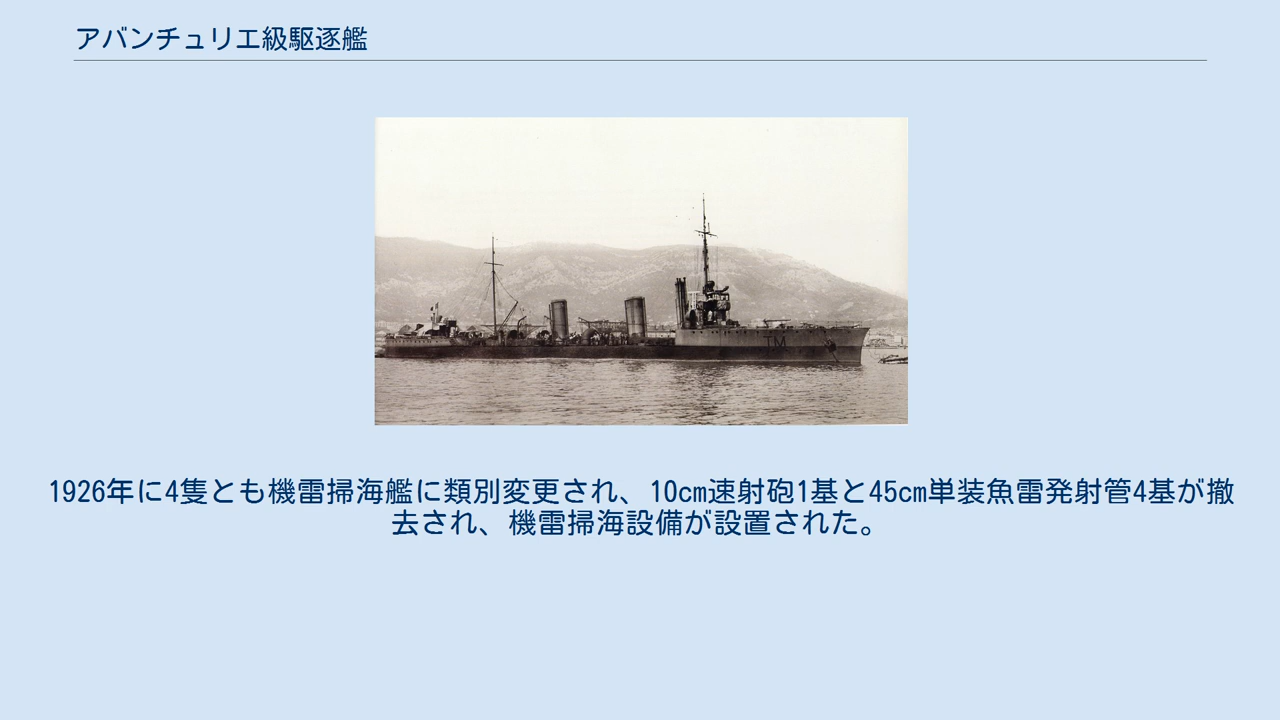 アバンチュリエ級駆逐艦
TM
1926年に4隻とも機雷掃海艦に類別変更され、10cm速射砲1基と45cm単装魚雷発射管4基が撤
去され、機雷掃海設備が設置された。